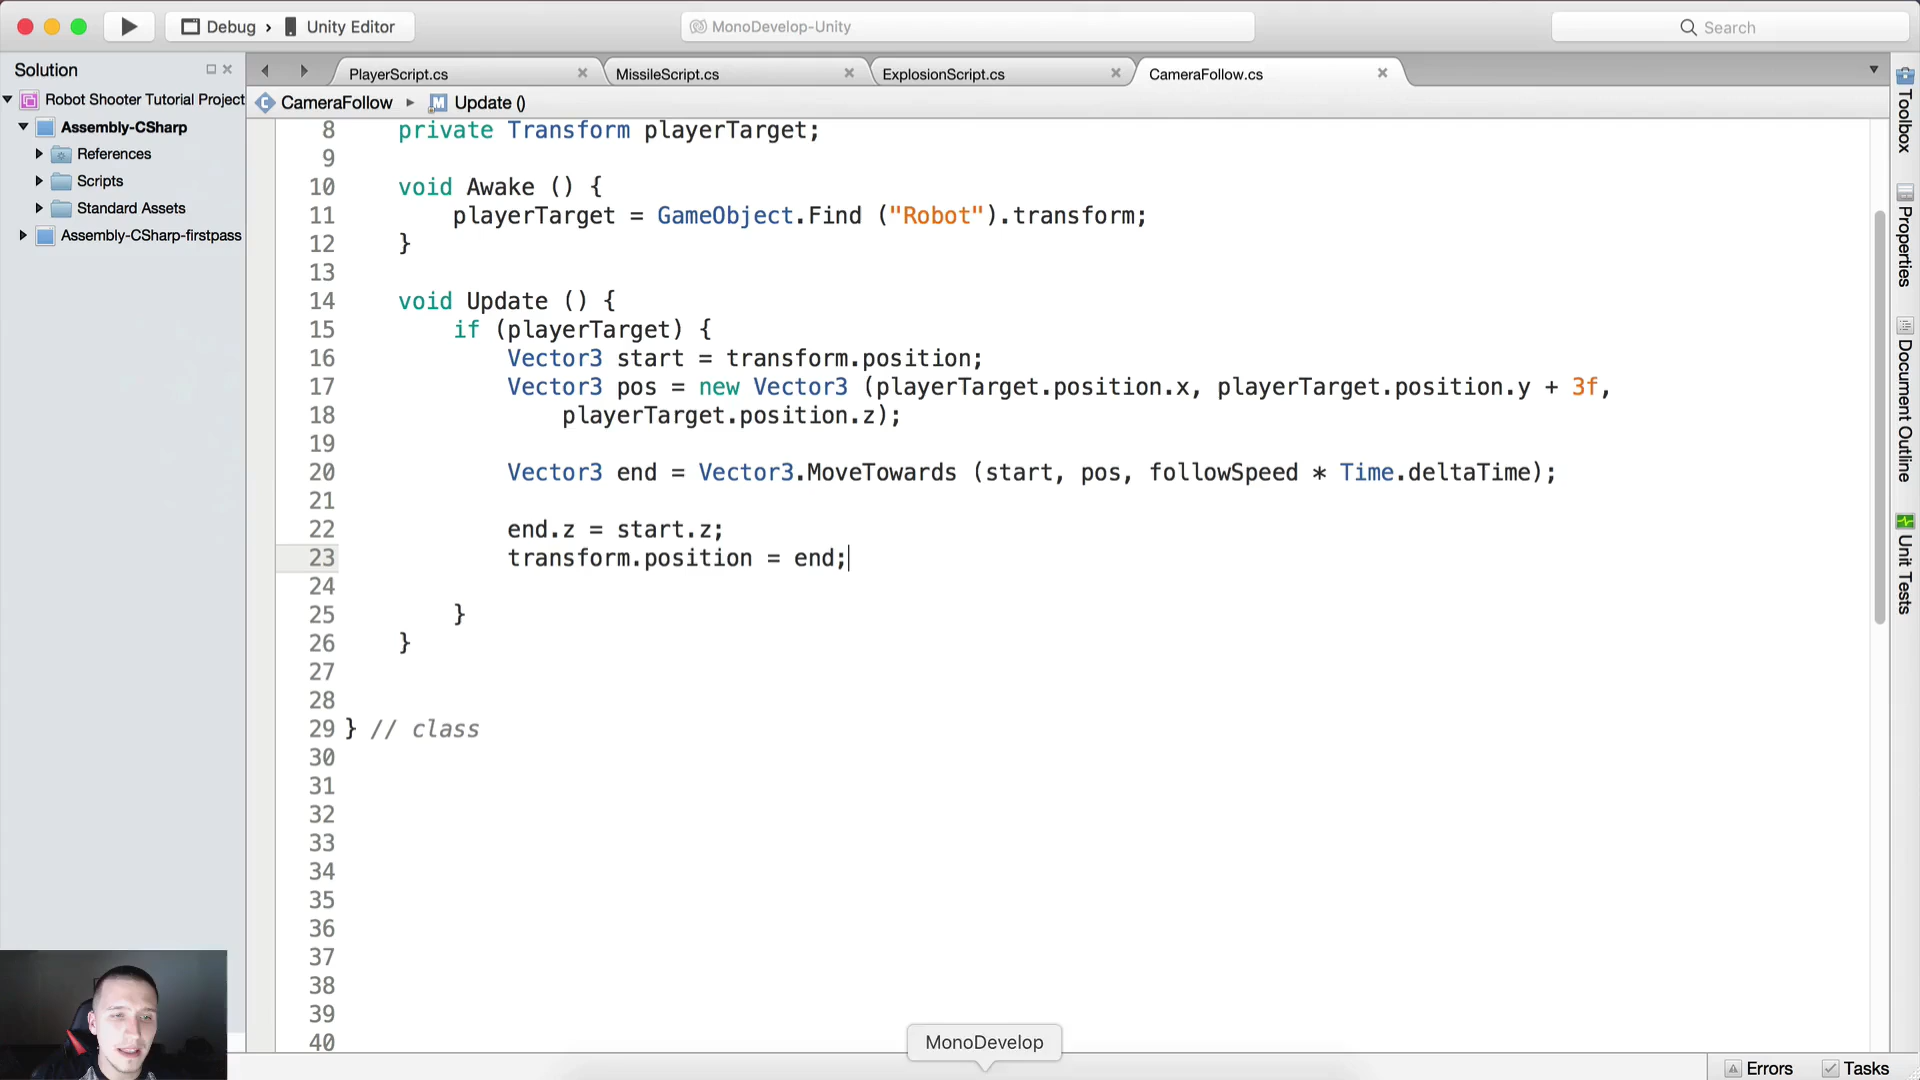 Debug
Unity Editor
MonoDevelop-Unity
Search
Solution
PlayerScript.cs
MissileScript.cs
ExplosionScript.cs
CameraFollow.cs
Robot Shooter Tutorial Project
Assembly-CSharp
References
Scripts
Standard Assets
Assembly-CSharp-firstpass
CameraFollow
Update ()
8 private Transform playerTarget;
9
10 void Awake () {
11 playerTarget = GameObject.Find ("Robot").transform;
12 }
13
14 void Update () {
15 if (playerTarget) {
16 Vector3 start = transform.position;
17 Vector3 pos = new Vector3 (playerTarget.position.x, playerTarget.position.y + 3f,
18 playerTarget.position.z);
19
20 Vector3 end = Vector3.MoveTowards (start, pos, followSpeed * Time.deltaTime);
21
22 end.z = start.z;
23 transform.position = end;
24
25 }
26 }
27
28
29 } // class
30
31
32
33
34
35
36
37
38
39
40
Toolbox
Properties
Document Outline
Unit Tests
MonoDevelop
Errors
Tasks